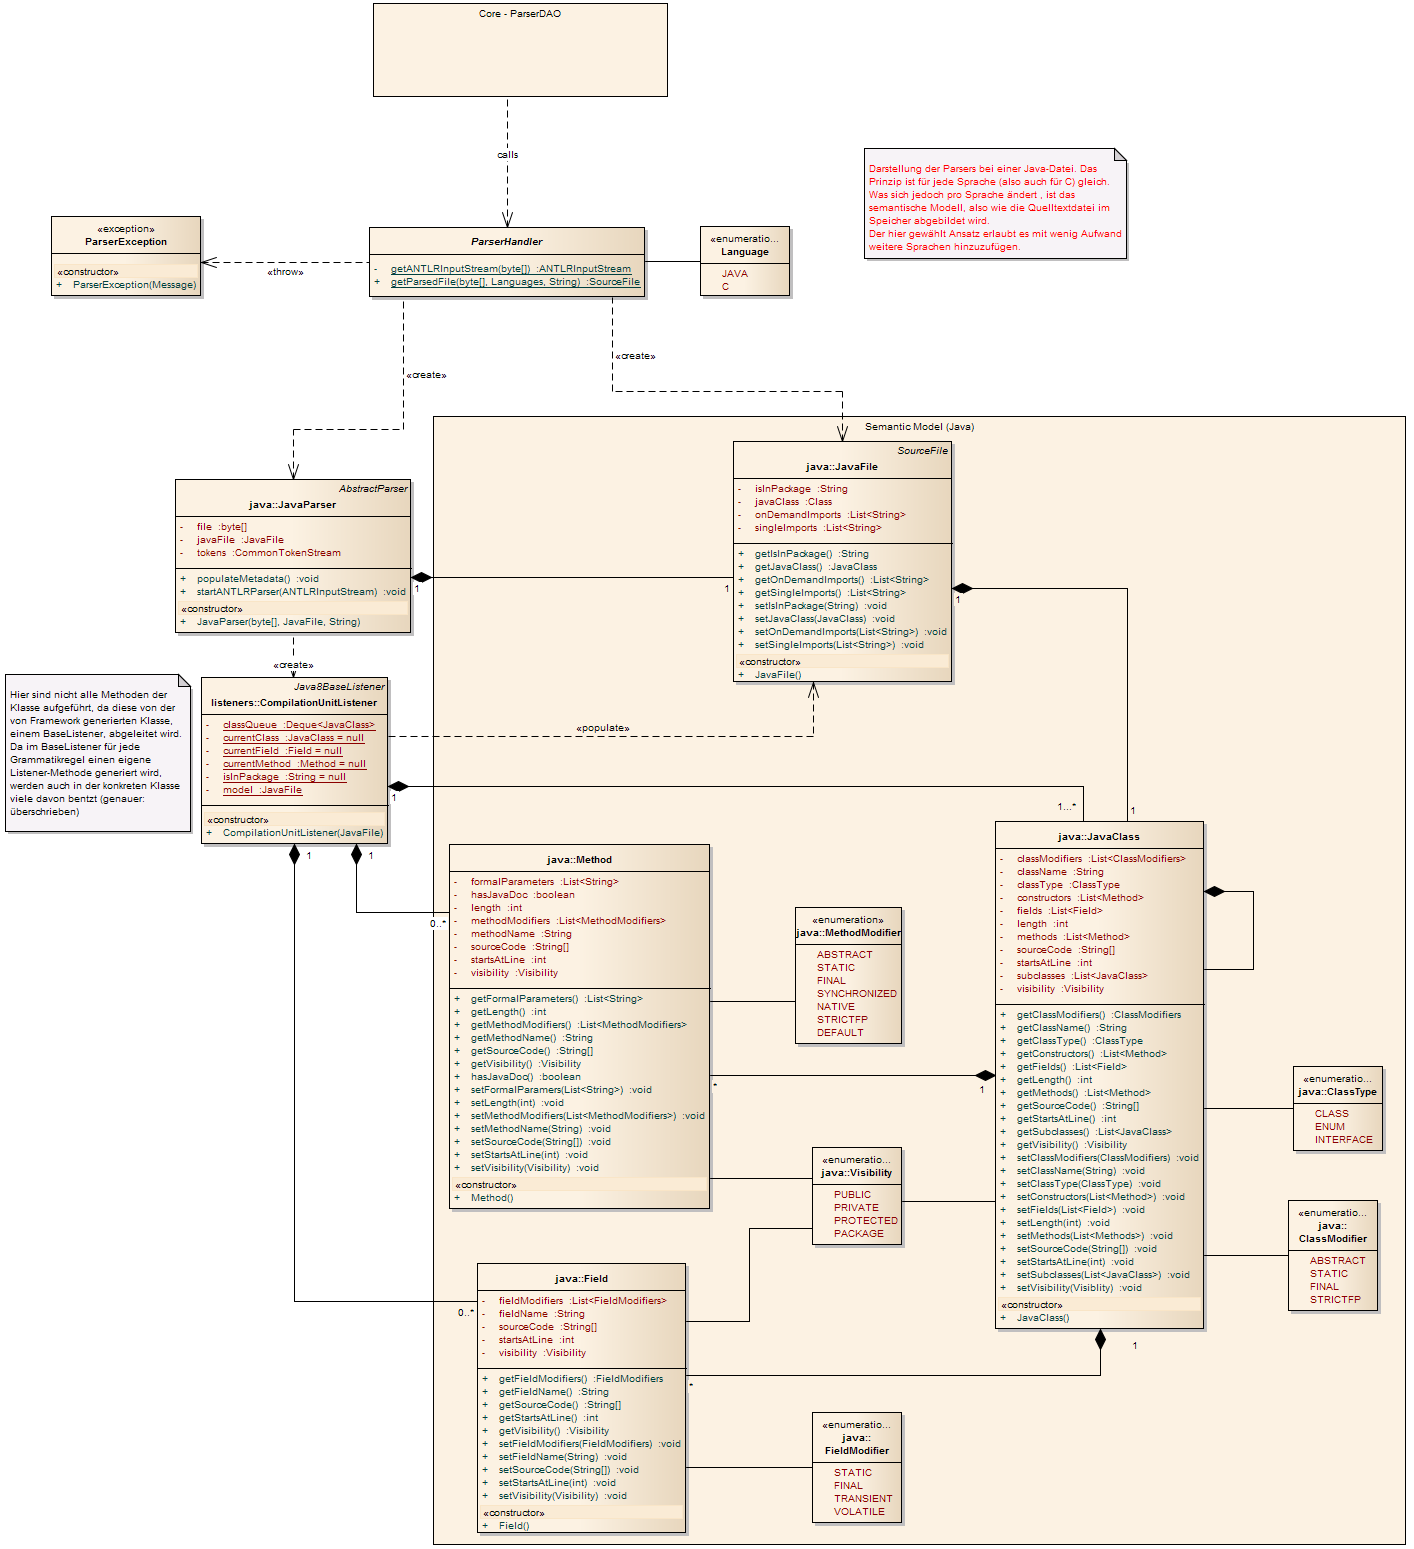 Core - ParserDAO
calls
Darstellung der Parsers bei einer Java-Datei. Das
Prinzip ist für jede Sprache (also auch für C) gleich.
Was sich jedoch pro Sprache ändert , ist das
semantische Modell, also wie die Quelltextdatei im
Speicher abgebildet wird.
Der hier gewählt Ansatz erlaubt es mit wenig Aufwand
weitere Sprachen hinzuzufügen.
«exception»
ParserException
«constructor»
+ ParserException(Message)
«throw»
ParserHandler
- getANTLRInputStream(byte[]) :ANTLRInputStream
+ getParsedFile(byte[], Languages, String) :SourceFile
«enumeratio...
Language
JAVA
C
«create»
«create»
Semantic Model (Java)
SourceFile
java::JavaFile
- isInPackage :String
- javaClass :Class
- onDemandImports :List<String>
- singleImports :List<String>
+ getIsInPackage() :String
+ getJavaClass() :JavaClass
+ getOnDemandImports() :List<String>
+ getSingleImports() :List<String>
+ setIsInPackage(String) :void
+ setJavaClass(JavaClass) :void
+ setOnDemandImports(List<String>) :void
+ setSingleImports(List<String>) :void
«constructor»
+ JavaFile()
AbstractParser
java::JavaParser
- file :byte[]
- javaFile :JavaFile
- tokens :CommonTokenStream
+ populateMetadata() :void
+ startANTLRParser(ANTLRInputStream) :void
«constructor»
+ JavaParser(byte[], JavaFile, String)
1
1
1
1
«create»
Hier sind nicht alle Methoden der
Klasse aufgeführt, da diese von der
von Framework generierten Klasse,
einem BaseListener, abgeleitet wird.
Da im BaseListener für jede
Grammatikregel einen eigene
Listener-Methode generiert wird,
werden auch in der konkreten Klasse
viele davon bentzt (genauer:
überschrieben)
Java8BaseListener
listeners::CompilationUnitListener
- classQueue :Deque<JavaClass>
- currentClass :JavaClass = null
- currentField :Field = null
- currentMethod :Method = null
- isInPackage :String = null
- model :JavaFile
«constructor»
+ CompilationUnitListener(JavaFile)
«populate»
1
1...*
1
1
0..*
0..*
java::Method
- formalParameters :List<String>
- hasJavaDoc :boolean
- length :int
- methodModifiers :List<MethodModifiers>
- methodName :String
- sourceCode :String[]
- startsAtLine :int
- visibility :Visibility
+ getFormalParameters() :List<String>
+ getLength() :int
+ getMethodModifiers() :List<MethodModifiers>
+ getMethodName() :String
+ getSourceCode() :String[]
+ getVisibility() :Visibility
+ hasJavaDoc() :boolean
+ setFormalParamers(List<String>) :void
+ setLength(int) :void
+ setMethodModifiers(List<MethodModifiers>) :void
+ setMethodName(String) :void
+ setSourceCode(String[]) :void
+ setStartsAtLine(int) :void
+ setVisibility(Visibility) :void
«constructor»
+ Method()
«enumeration»
java::MethodModifier
ABSTRACT
STATIC
FINAL
SYNCHRONIZED
NATIVE
STRICTFP
DEFAULT
*
1
java::JavaClass
- classModifiers :List<ClassModifiers>
- className :String
- classType :ClassType
- constructors :List<Method>
- fields :List<Field>
- length :int
- methods :List<Method>
- sourceCode :String[]
- startsAtLine :int
- subclasses :List<JavaClass>
- visibility :Visibility
+ getClassModifiers() :ClassModifiers
+ getClassName() :String
+ getClassType() :ClassType
+ getConstructors() :List<Method>
+ getFields() :List<Field>
+ getLength() :int
+ getMethods() :List<Method>
+ getSourceCode() :String[]
+ getStartsAtLine() :int
+ getSubclasses() :List<JavaClass>
+ getVisibility() :Visibility
+ setClassModifiers(ClassModifiers) :void
+ setClassName(String) :void
+ setClassType(ClassType) :void
+ setConstructors(List<Method>) :void
+ setFields(List<Field>) :void
+ setLength(int) :void
+ setMethods(List<Methods>) :void
+ setSourceCode(String[]) :void
+ setStartsAtLine(int) :void
+ setSubclasses(List<JavaClass>) :void
+ setVisibility(Visiblity) :void
«constructor»
+ JavaClass()
«enumeratio...
java::ClassType
CLASS
ENUM
INTERFACE
«enumeratio...
java::
ClassModifier
ABSTRACT
STATIC
FINAL
STRICTFP
«enumeratio...
java::Visibility
PUBLIC
PRIVATE
PROTECTED
PACKAGE
java::Field
- fieldModifiers :List<FieldModifiers>
- fieldName :String
- sourceCode :String[]
- startsAtLine :int
- visibility :Visibility
+ getFieldModifiers() :FieldModifiers
+ getFieldName() :String
+ getSourceCode() :String[]
+ getStartsAtLine() :int
+ getVisibility() :Visibility
+ setFieldModifiers(FieldModifiers) :void
+ setFieldName(String) :void
+ setSourceCode(String[]) :void
+ setStartsAtLine(int) :void
+ setVisibility(Visibility) :void
«constructor»
+ Field()
1
*
«enumeratio...
java::
FieldModifier
STATIC
FINAL
TRANSIENT
VOLATILE